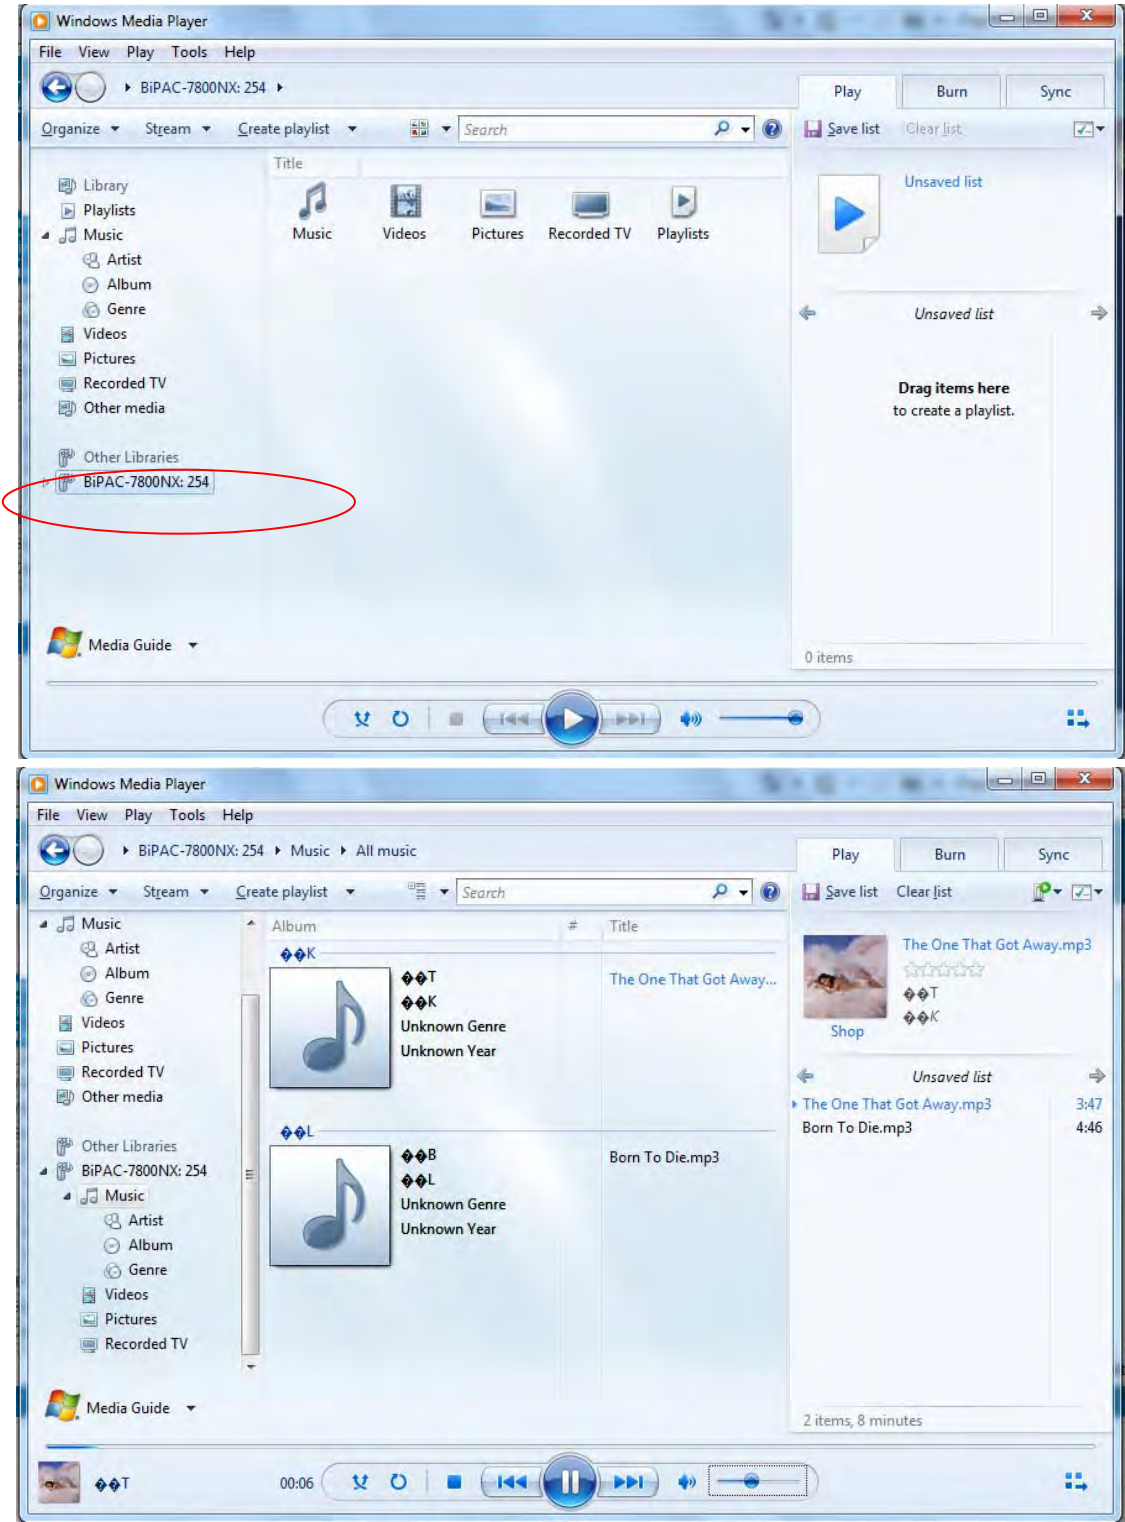 Windows Media Player
File View Play Tools Help
BiPAC-7800NX: 254
Play Burn Sync
Organize Stream Create playlist Search
Save list Clear list
Title
Library
Playlists
Music
Artist
Album
Genre
Videos
Pictures
Recorded TV
Other media
Other Libraries
BiPAC-7800NX: 254
Music Videos Pictures Recorded TV Playlists
Unsaved list
Unsaved list
Drag items here
to create a playlist.
Media Guide
0 items
Windows Media Player
File View Play Tools Help
BiPAC-7800NX: 254 Music All music
Play Burn Sync
Organize Stream Create playlist Search
Save list Clear list
Music
Artist
Album
Genre
Videos
Pictures
Recorded TV
Other media
Other Libraries
BiPAC-7800NX: 254
Music
Artist
Album
Genre
Videos
Pictures
Recorded TV
Album # Title
��K
��T
��K
Unknown Genre
Unknown Year
The One That Got Away...
��L
��B
��L
Unknown Genre
Unknown Year
Born To Die.mp3
The One That Got Away.mp3
��T
��K
Shop
Unsaved list
The One That Got Away.mp3 3:47
Born To Die.mp3 4:46
Media Guide
2 items, 8 minutes
��T
00:06